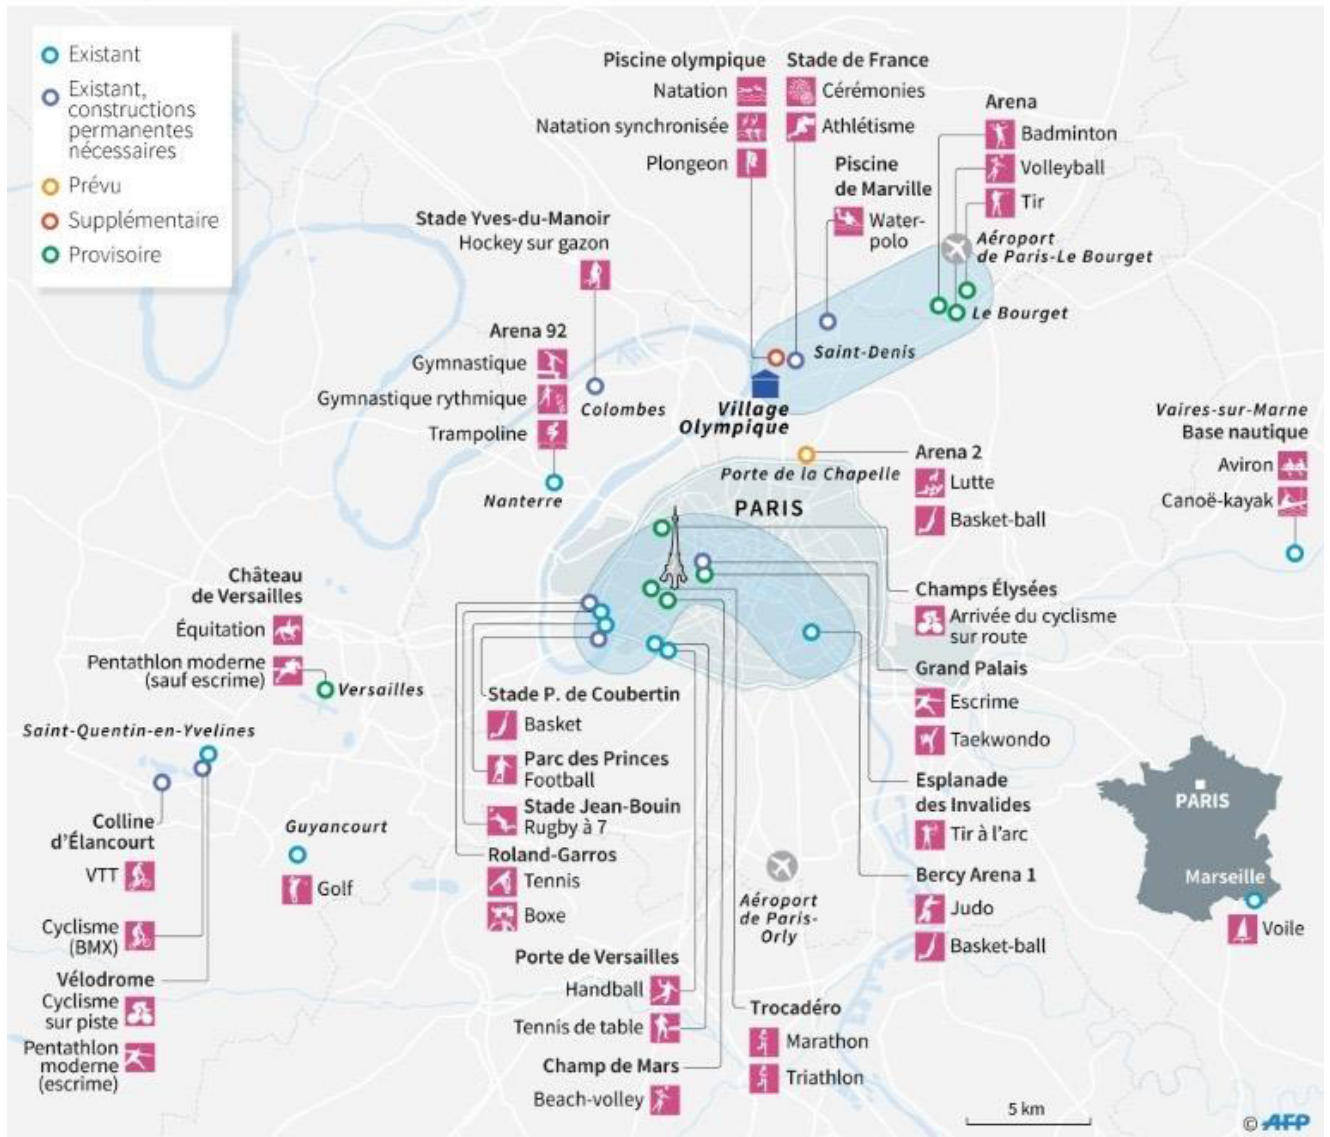 Existant
Existant,
constructions
permanentes
nécessaires
Prévu
Supplémentaire
Provisoire
Piscine olympique
Natation
Natation synchronisée
Plongeon
Stade de France
Cérémonies
Athlétisme
Arena
Badminton
Volleyball
Tir
Piscine
de Marville
Water-
polo
Aéroport
de Paris-Le Bourget
Le Bourget
Stade Yves-du-Manoir
Hockey sur gazon
Saint-Denis
Arena 92
Gymnastique
Gymnastique rythmique
Trampoline
Colombes
Nanterre
Village
Olympique
Vaires-sur-Marne
Base nautique
Aviron
Canoë-kayak
Porte de la Chapelle
Arena 2
Lutte
Basket-ball
PARIS
Château
de Versailles
Équitation
Pentathlon moderne
(sauf escrime)
Versailles
Champs Élysées
Arrivée du cyclisme
sur route
Grand Palais
Escrime
Taekwondo
Esplanade
des Invalides
Tir à l'arc
Bercy Arena 1
Judo
Basket-ball
Stade P. de Coubertin
Basket
Parc des Princes
Football
Stade Jean-Bouin
Rugby à 7
Roland-Garros
Tennis
Boxe
Saint-Quentin-en-Yvelines
Colline
d'Élancourt
VTT
Guyancourt
Golf
Cyclisme
(BMX)
Vélodrome
Cyclisme
sur piste
Pentathlon
moderne
(escrime)
Aéroport
de Paris-
Orly
Porte de Versailles
Handball
Tennis de table
Champ de Mars
Beach-volley
Trocadéro
Marathon
Triathlon
PARIS
Marseille
Voile
5 km
© AFP